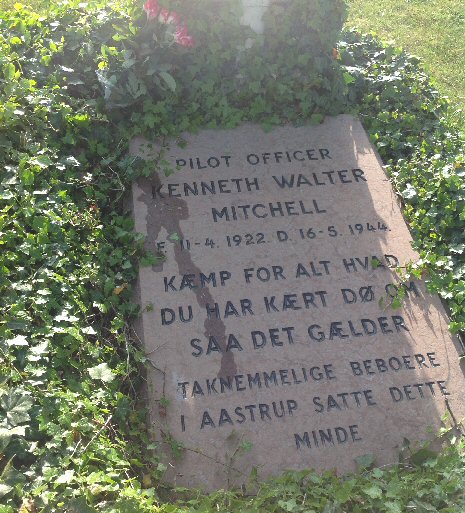 PILOT OFFICER
KENNETH WALTER
MITCHELL
F. 11-4. 1922. D. 16-5. 1944.
KÆMP FOR ALT HVAD
DU HAR KÆRT DØ OM
SAA DET GÆLDER
TAKNEMMELIGE BEBOERE
I AASTRUP SATTE DETTE
MINDE